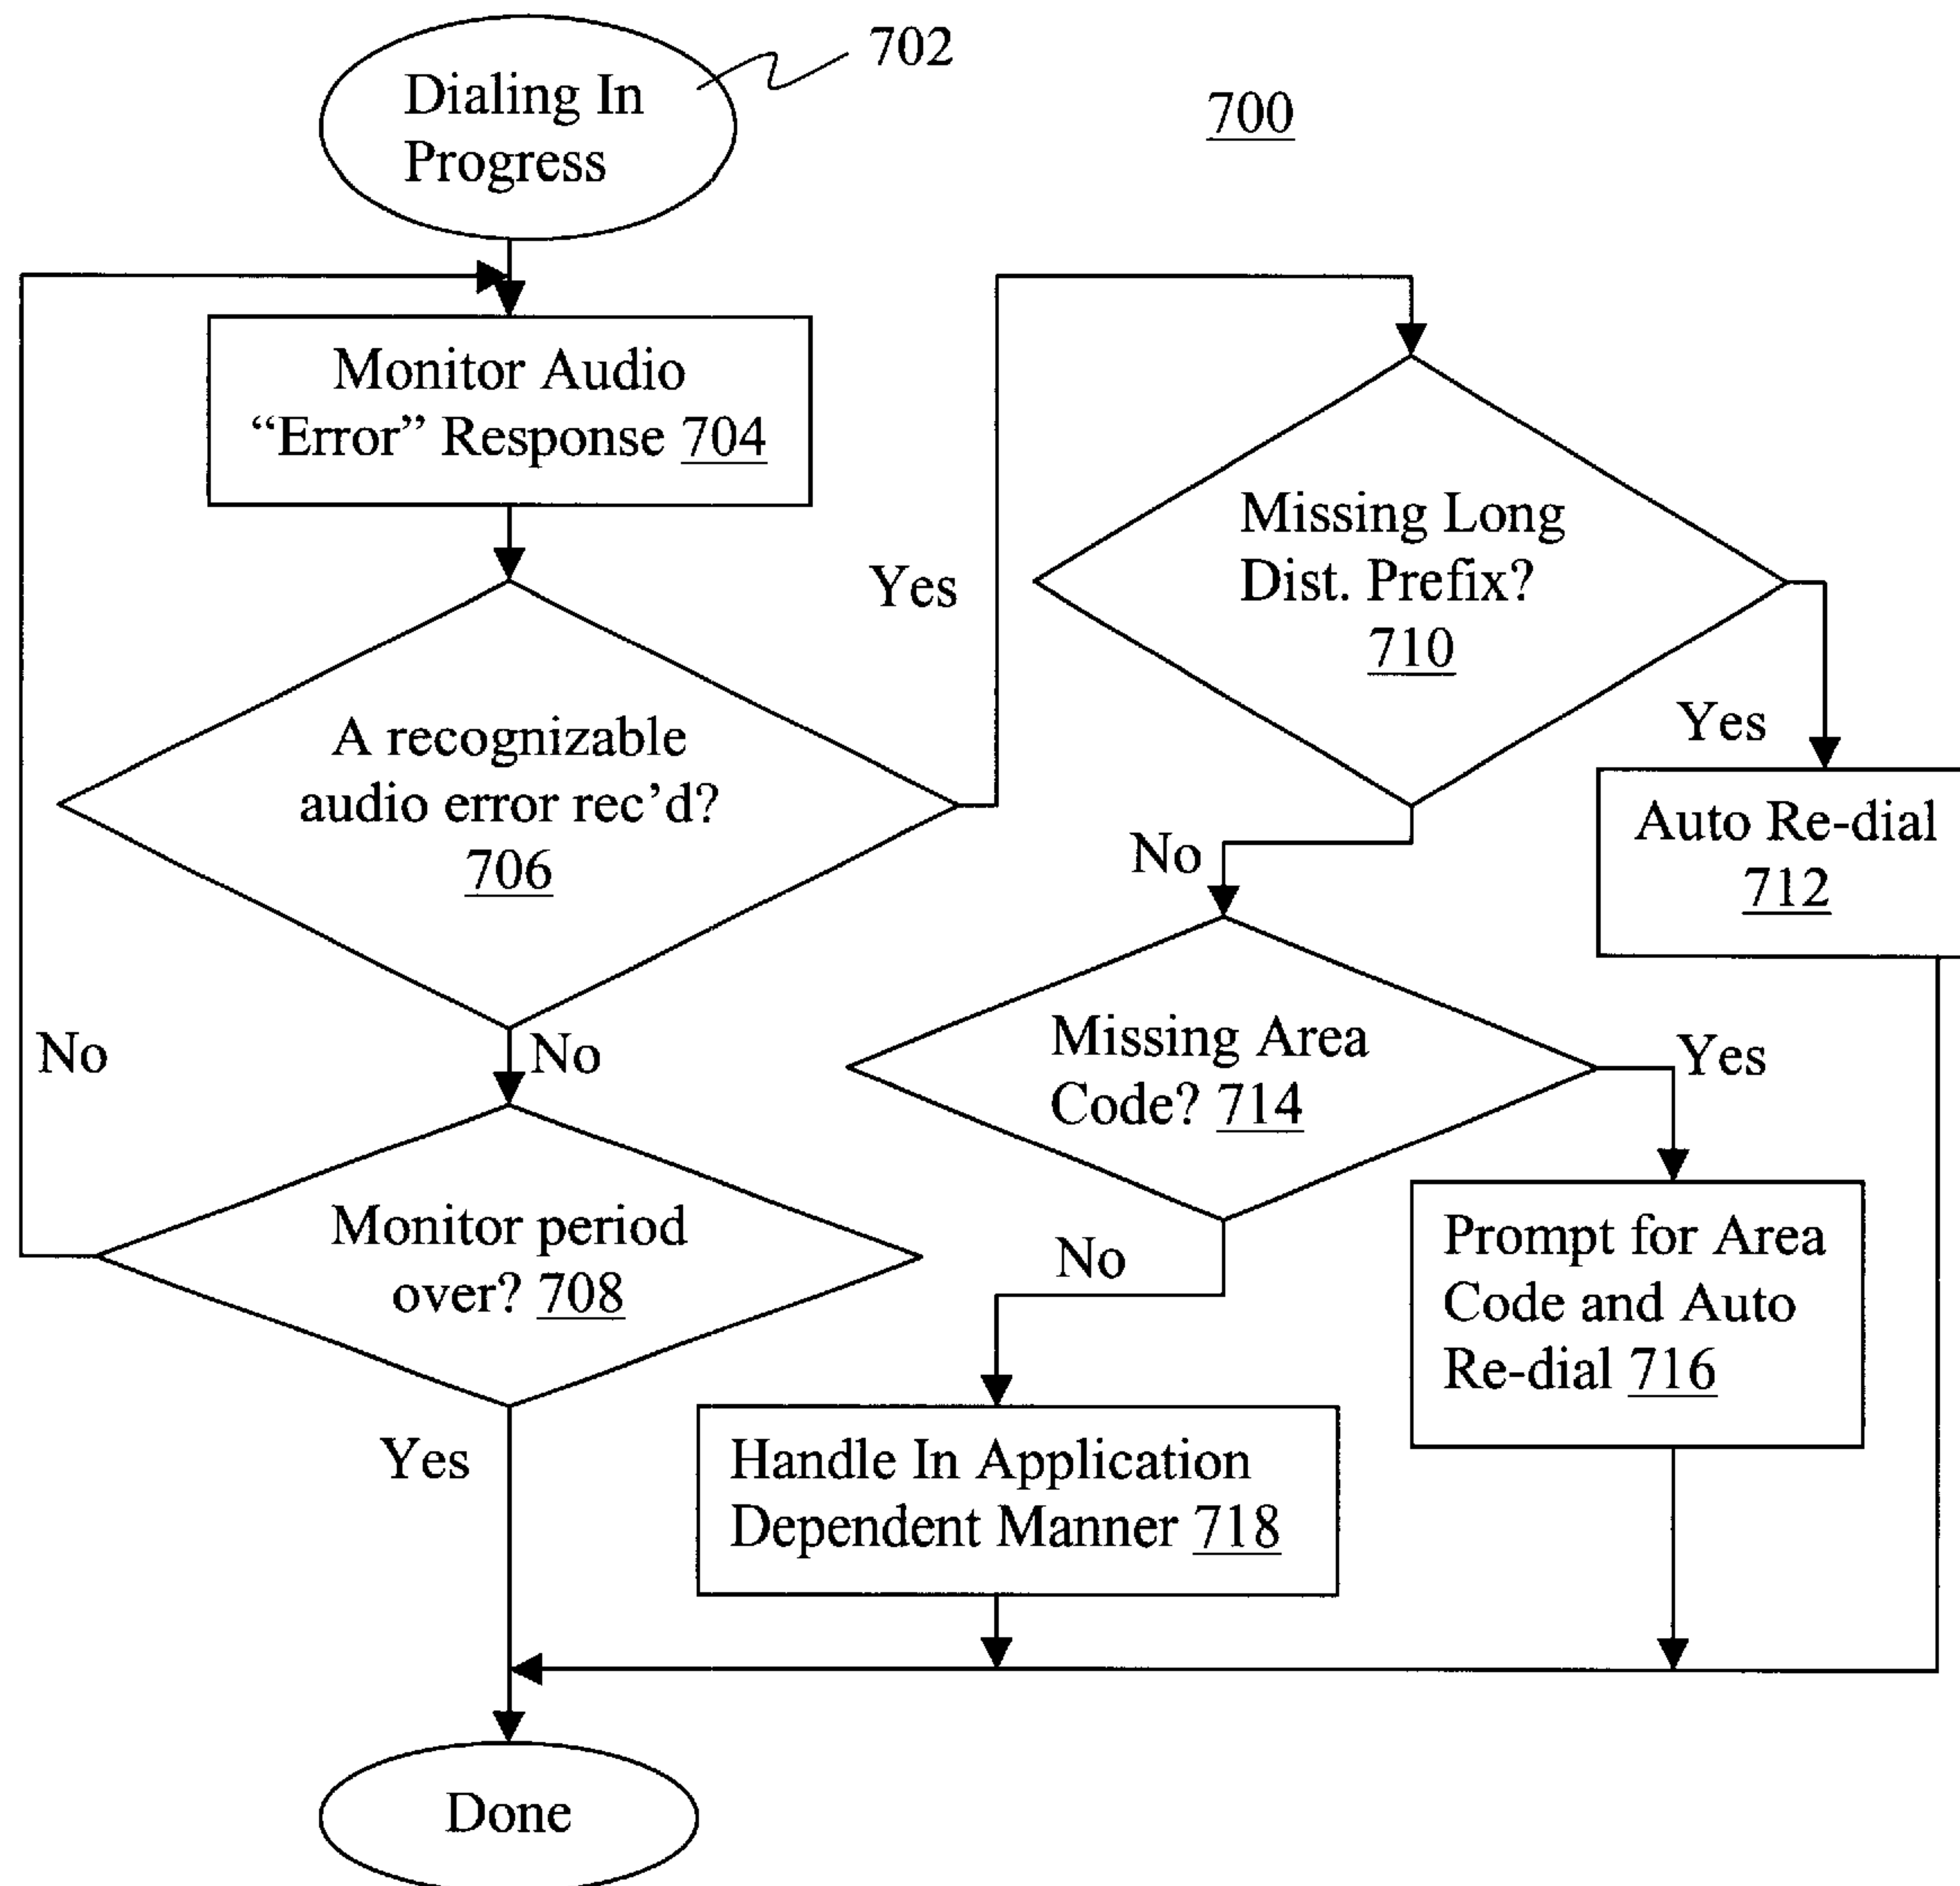 702
Dialing In
Progress
700
Monitor Audio
“Error” Response 704
Yes
Missing Long
Dist. Prefix?
710
A recognizable
audio error rec’d?
706
Yes
Auto Re-dial
712
No
No
No
Missing Area
Code? 714
Yes
Monitor period
over? 708
No
Prompt for Area
Code and Auto
Re-dial 716
Yes
Handle In Application
Dependent Manner 718
Done